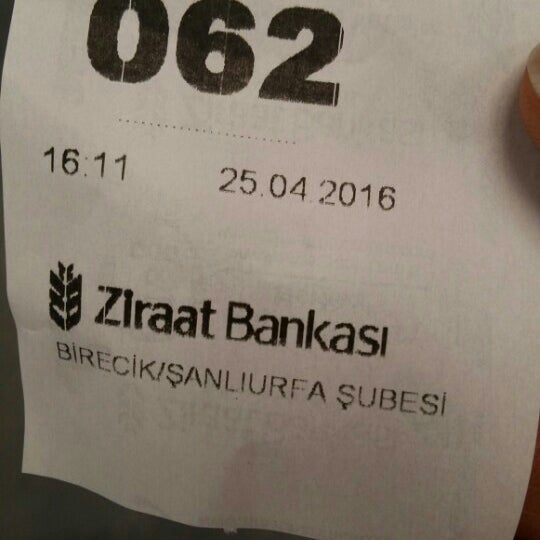 062
16:11 25.04.2016
Ziraat Bankası
BİRECİK/ŞANLIURFA ŞUBESİ